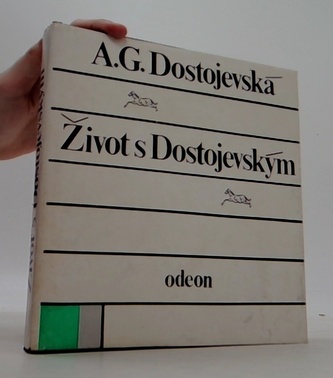 A.G. Dostojevská
Život s Dostojevským
odeon